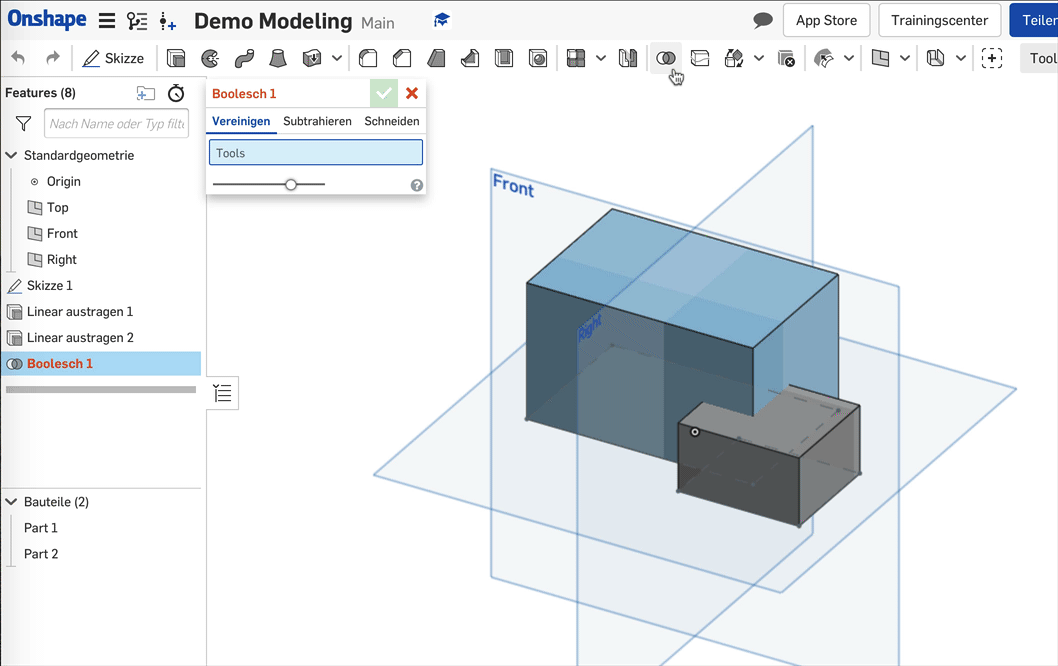 Onshape
Demo Modeling Main
App Store
Trainingscenter
Teiler
Skizze
Tool
Features (8)
Nach Name oder Typ filte
Standardgeometrie
Origin
Top
Front
Right
Skizze 1
Linear austragen 1
Linear austragen 2
Boolesch 1
Bauteile (2)
Part 1
Part 2
Boolesch 1
Vereinigen Subtrahieren Schneiden
Tools
?
Front
Right